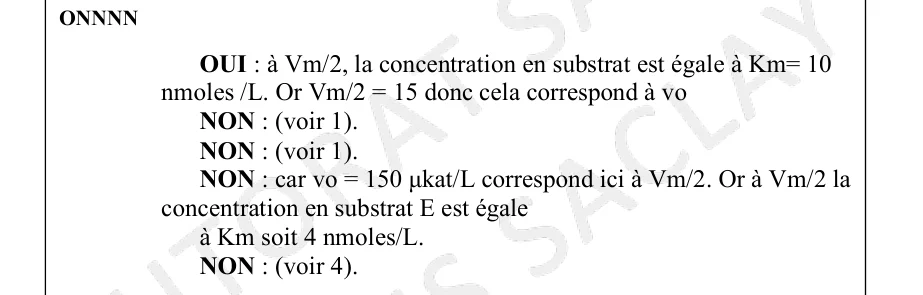 ONNNN
OUI : à Vm/2, la concentration en substrat est égale à Km= 10
nmoles /L. Or Vm/2 = 15 donc cela correspond à vo
NON : (voir 1).
NON : (voir 1).
NON : car vo = 150 μkat/L correspond ici à Vm/2. Or à Vm/2 la
concentration en substrat E est égale
à Km soit 4 nmoles/L.
NON : (voir 4).